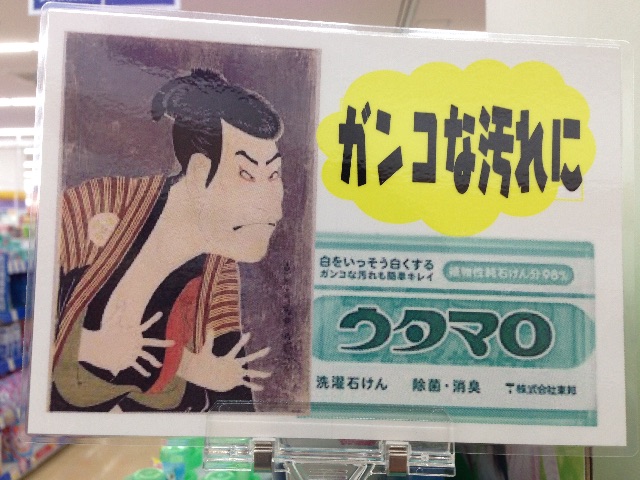 ガンコな汚れに
白をいっそう白くする
ガンコな汚れも簡単キレイ
植物性純石けん分98%
ウタマロ
洗濯石けん 除菌・消臭 株式会社東邦